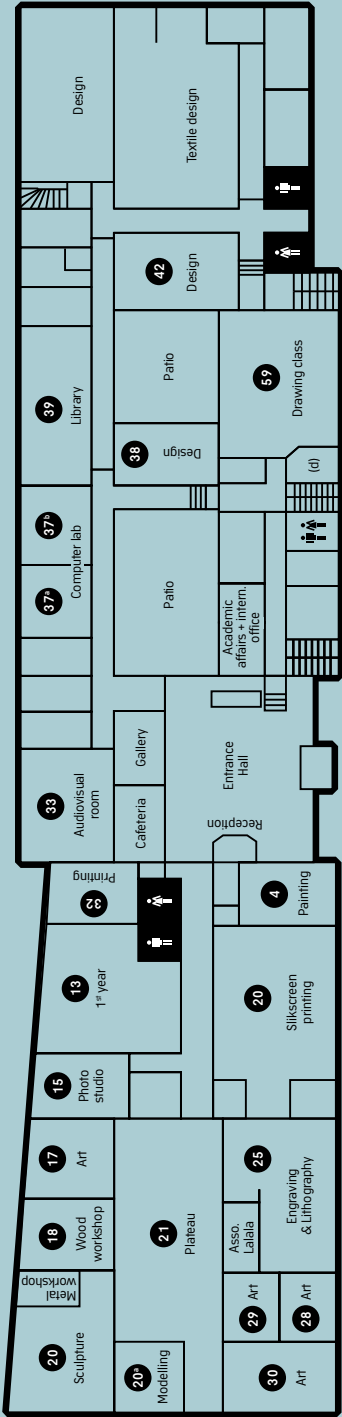 Design
Textile design
42
Design
Patio
39
Library
38
Design
59
Drawing class
(d)
37ᵇ
37ᵃ
Computer lab
Patio
Academic
affairs + intern.
office
33
Audiovisual
room
Gallery
Cafeteria
Entrance
Hall
Reception
32
Printing
13
1ˢᵗ year
4
Painting
20
Slikscreen
printing
15
Photo
studio
17
Art
18
Wood
workshop
Metal
workshop
20
Sculpture
21
Plateau
20ᵃ
Modelling
25
Engraving
& Lithography
Asso.
Lalala
29
Art
28
Art
30
Art